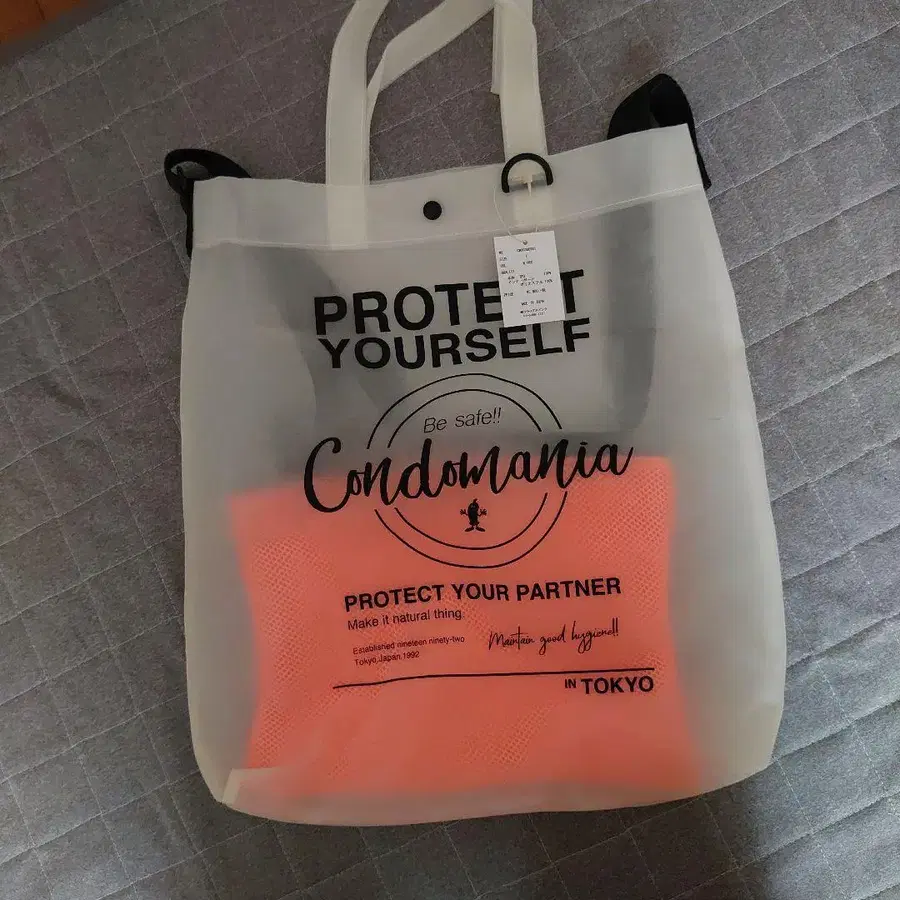 PROTECT
YOURSELF
Be safe!!
Condomania
PROTECT YOUR PARTNER
Make it natural thing.
Established nineteen ninety-two
Tokyo,Japan.1992
Maintain good hygiene!!
IN TOKYO